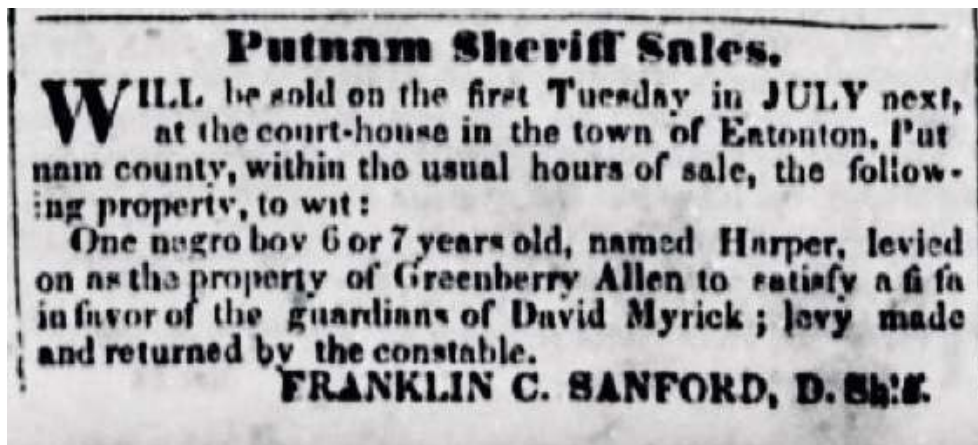 Putnam Sheriff Sales.
WILL be sold on the first Tuesday in JULY next,
at the court-house in the town of Eatonton, Put
nam county, within the usual hours of sale, the follow-
ing property, to wit:
One negro boy 6 or 7 years old, named Harper, levied
on as the property of Greenberry Allen to satisfy a fi fa
in favor of the guardians of David Myrick; levy made
and returned by the constable.
FRANKLIN C. SANFORD, D. Sh'ff.